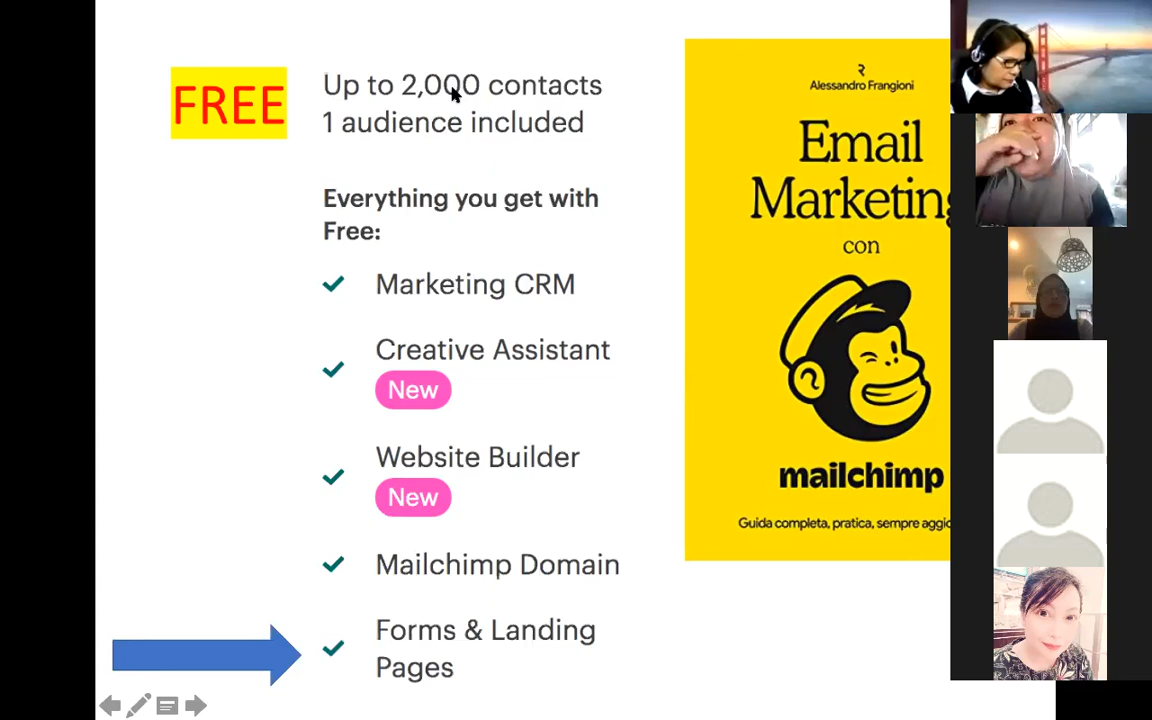 FREE
Up to 2,000 contacts
1 audience included
Everything you get with
Free:
Marketing CRM
Creative Assistant
New
Website Builder
New
Mailchimp Domain
Forms & Landing
Pages
Alessandro Frangioni
Email
Marketing
con
mailchimp
Guida completa, pratica, sempre aggio